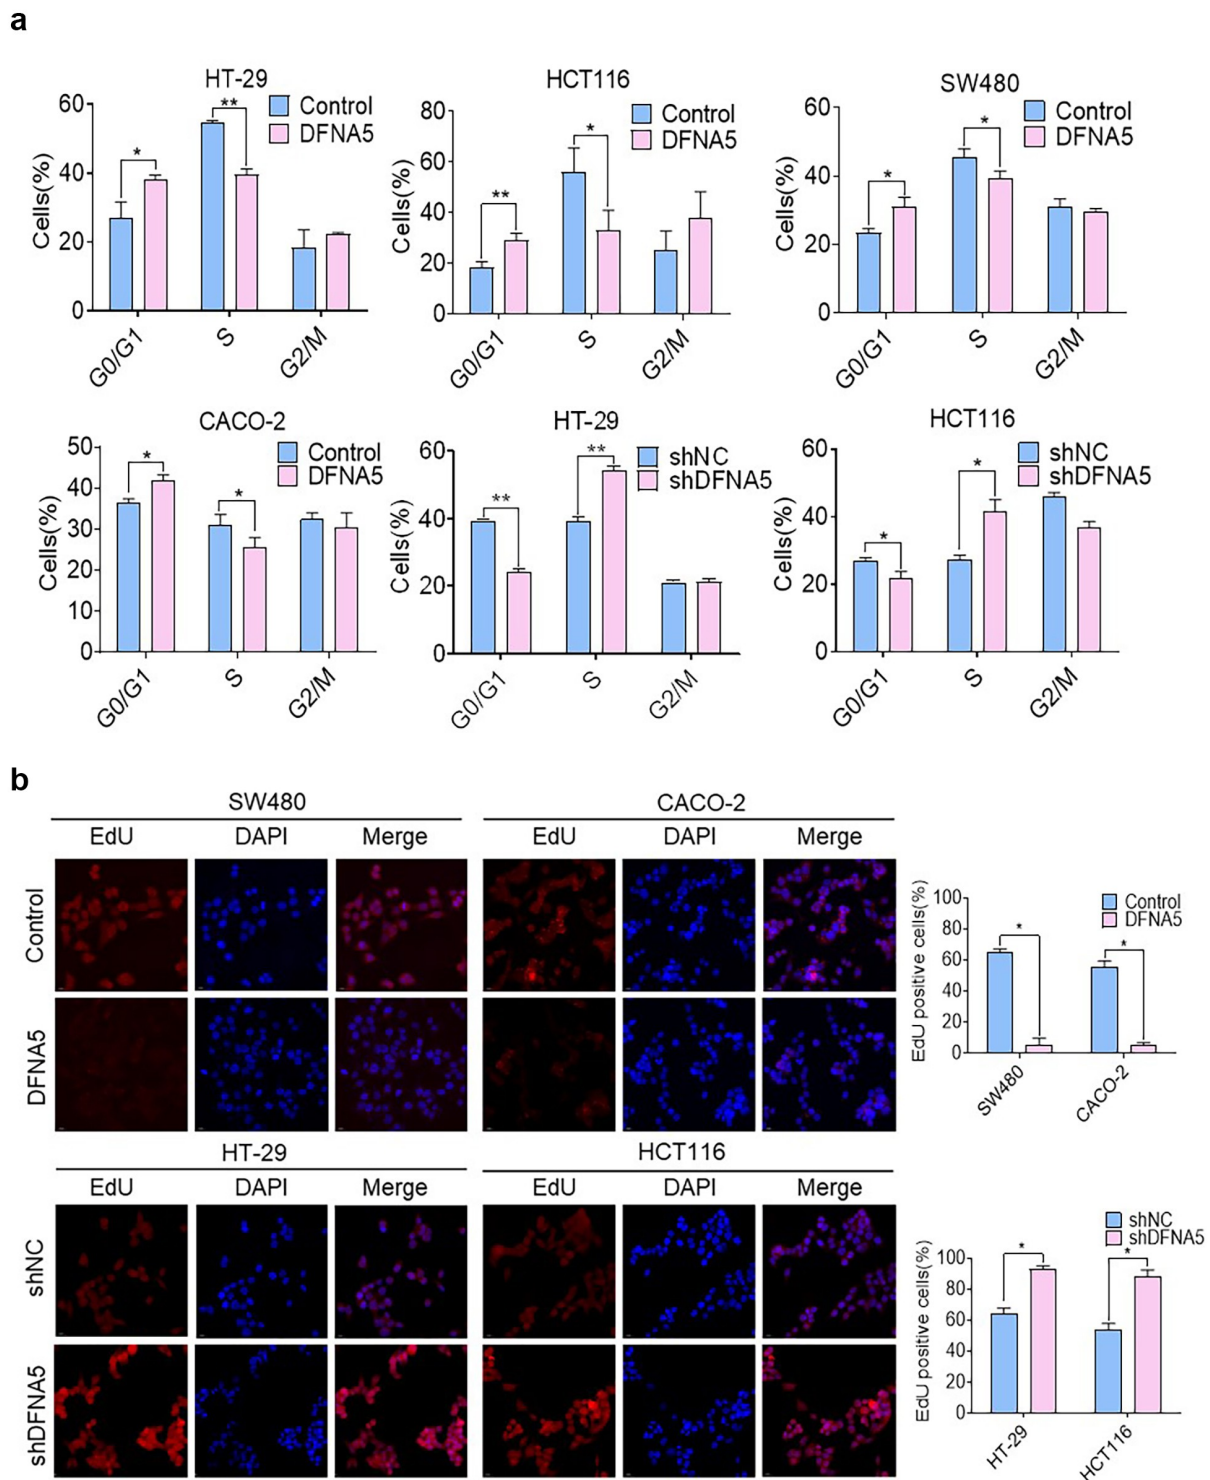 a
HT-29
Control
DFNA5
Cells(%)
60
40
20
0
*
**
G0/G1
S
G2/M
HCT116
Control
DFNA5
Cells(%)
80
60
40
20
0
**
*
G0/G1
S
G2/M
SW480
Control
DFNA5
Cells(%)
60
40
20
0
*
*
G0/G1
S
G2/M
CACO-2
Control
DFNA5
Cells(%)
50
40
30
20
10
0
*
*
G0/G1
S
G2/M
HT-29
shNC
shDFNA5
Cells(%)
60
40
20
0
**
**
G0/G1
S
G2/M
HCT116
shNC
shDFNA5
Cells(%)
60
40
20
0
*
*
G0/G1
S
G2/M
b
SW480
CACO-2
EdU DAPI Merge
EdU DAPI Merge
Control
DFNA5
EdU positive cells(%)
100
80
60
40
20
0
Control
DFNA5
*
*
SW480
CACO-2
HT-29
HCT116
EdU DAPI Merge
EdU DAPI Merge
shNC
shDFNA5
EdU positive cells(%)
100
80
60
40
20
0
shNC
shDFNA5
*
*
HT-29
HCT116